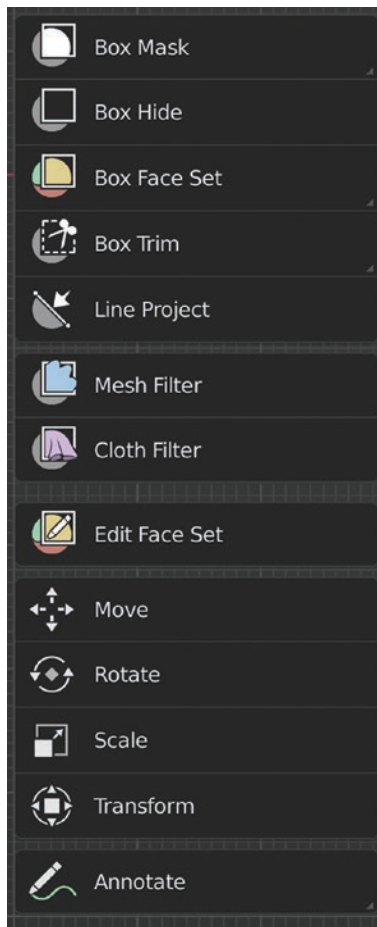 Box Mask
Box Hide
Box Face Set
Box Trim
Line Project
Mesh Filter
Cloth Filter
Edit Face Set
Move
Rotate
Scale
Transform
Annotate